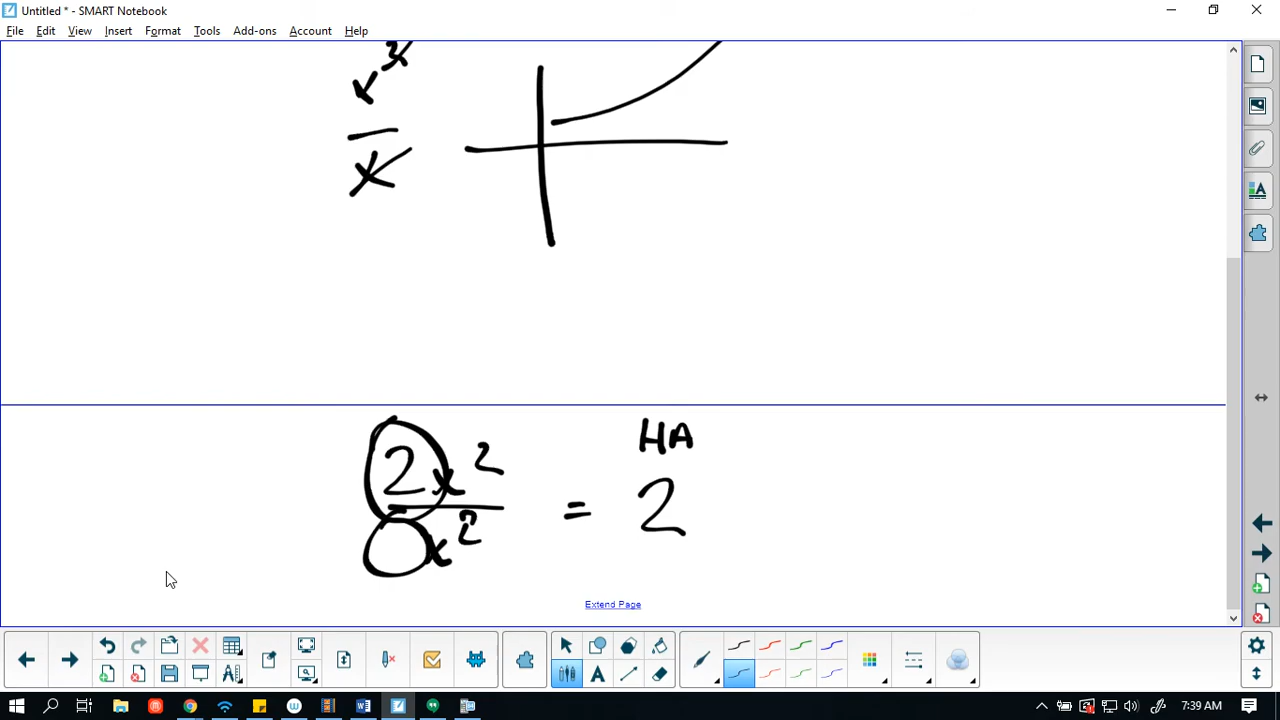 Untitled * - SMART Notebook
File Edit View Insert Format Tools Add-ons Account Help
x³
x
HA
2x²
= 2
x²
Extend Page
A
7:39 AM